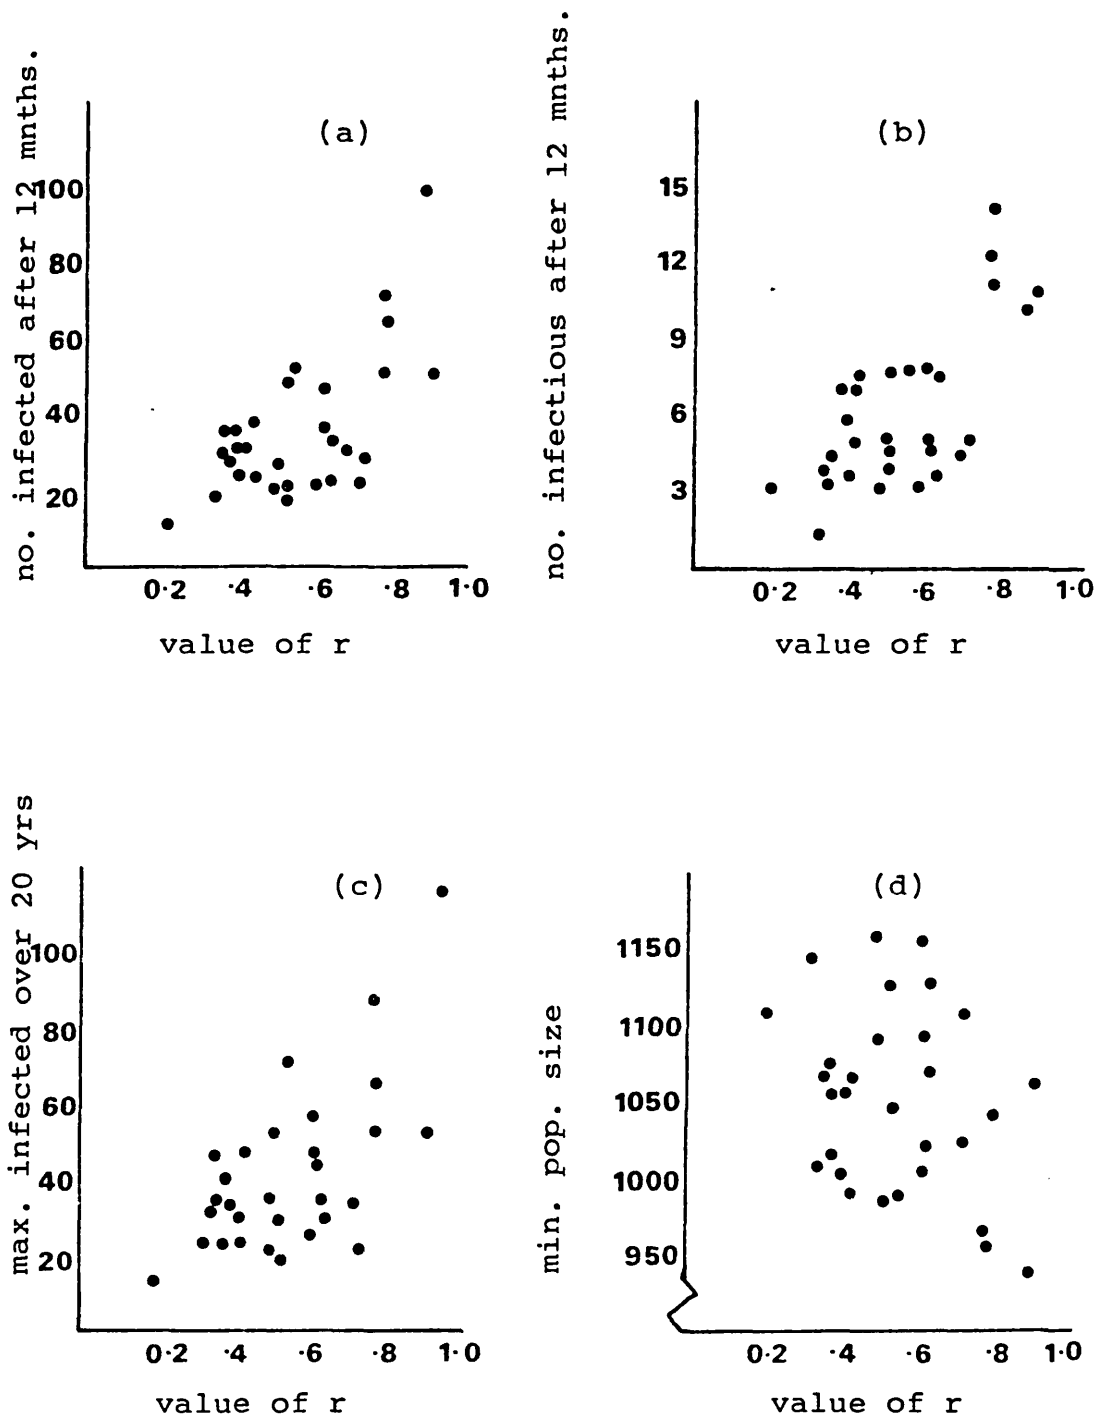 (a)
no. infected after 12 mnths.
100
80
60
40
20
0·2 ·4 ·6 ·8 1·0
value of r
(b)
no. infectious after 12 mnths.
15
12
9
6
3
0·2 ·4 ·6 ·8 1·0
value of r
(c)
max. infected over 20 yrs
100
80
60
40
20
0·2 ·4 ·6 ·8 1·0
value of r
(d)
min. pop. size
1150
1100
1050
1000
950
0·2 ·4 ·6 ·8 1·0
value of r